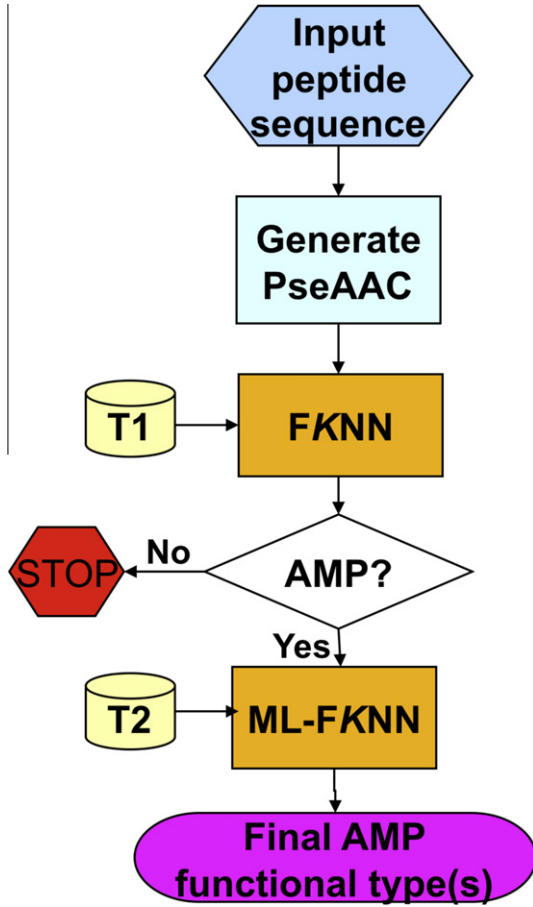 Input
peptide
sequence
Generate
PseAAC
T1
FKNN
AMP?
No
STOP
Yes
T2
ML-FKNN
Final AMP
functional type(s)